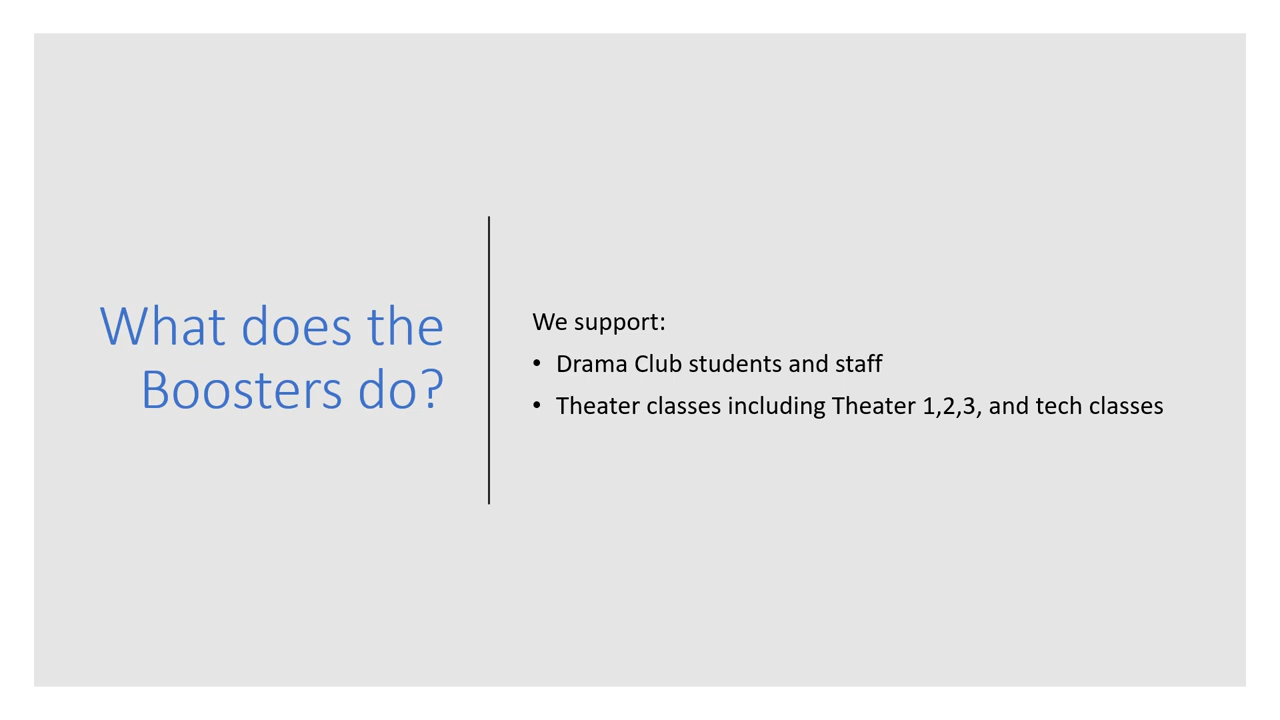 What does the
Boosters do?
We support:
• Drama Club students and staff
• Theater classes including Theater 1,2,3, and tech classes